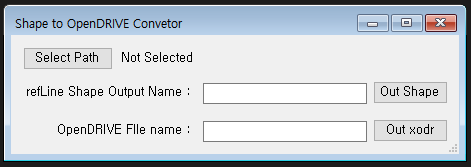 Shape to OpenDRIVE Convetor
Select Path Not Selected
refLine Shape Output Name : Out Shape
OpenDRIVE FIle name : Out xodr